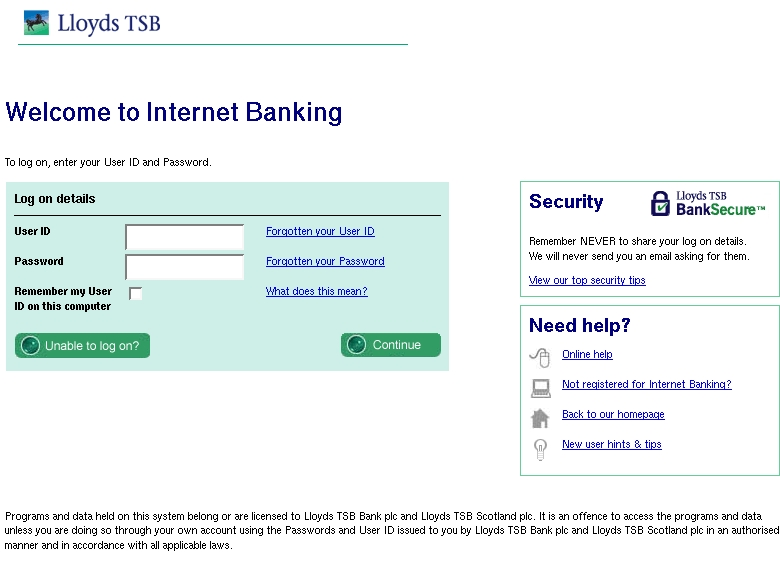 Lloyds TSB
Welcome to Internet Banking
To log on, enter your User ID and Password.
Log on details
User ID
Forgotten your User ID
Password
Forgotten your Password
Remember my User
ID on this computer
What does this mean?
Unable to log on?
Continue
Security
Lloyds TSB
BankSecure™
Remember NEVER to share your log on details.
We will never send you an email asking for them.
View our top security tips
Need help?
Online help
Not registered for Internet Banking?
Back to our homepage
New user hints & tips
Programs and data held on this system belong or are licensed to Lloyds TSB Bank plc and Lloyds TSB Scotland plc. It is an offence to access the programs and data
unless you are doing so through your own account using the Passwords and User ID issued to you by Lloyds TSB Bank plc and Lloyds TSB Scotland plc in an authorised
manner and in accordance with all applicable laws.